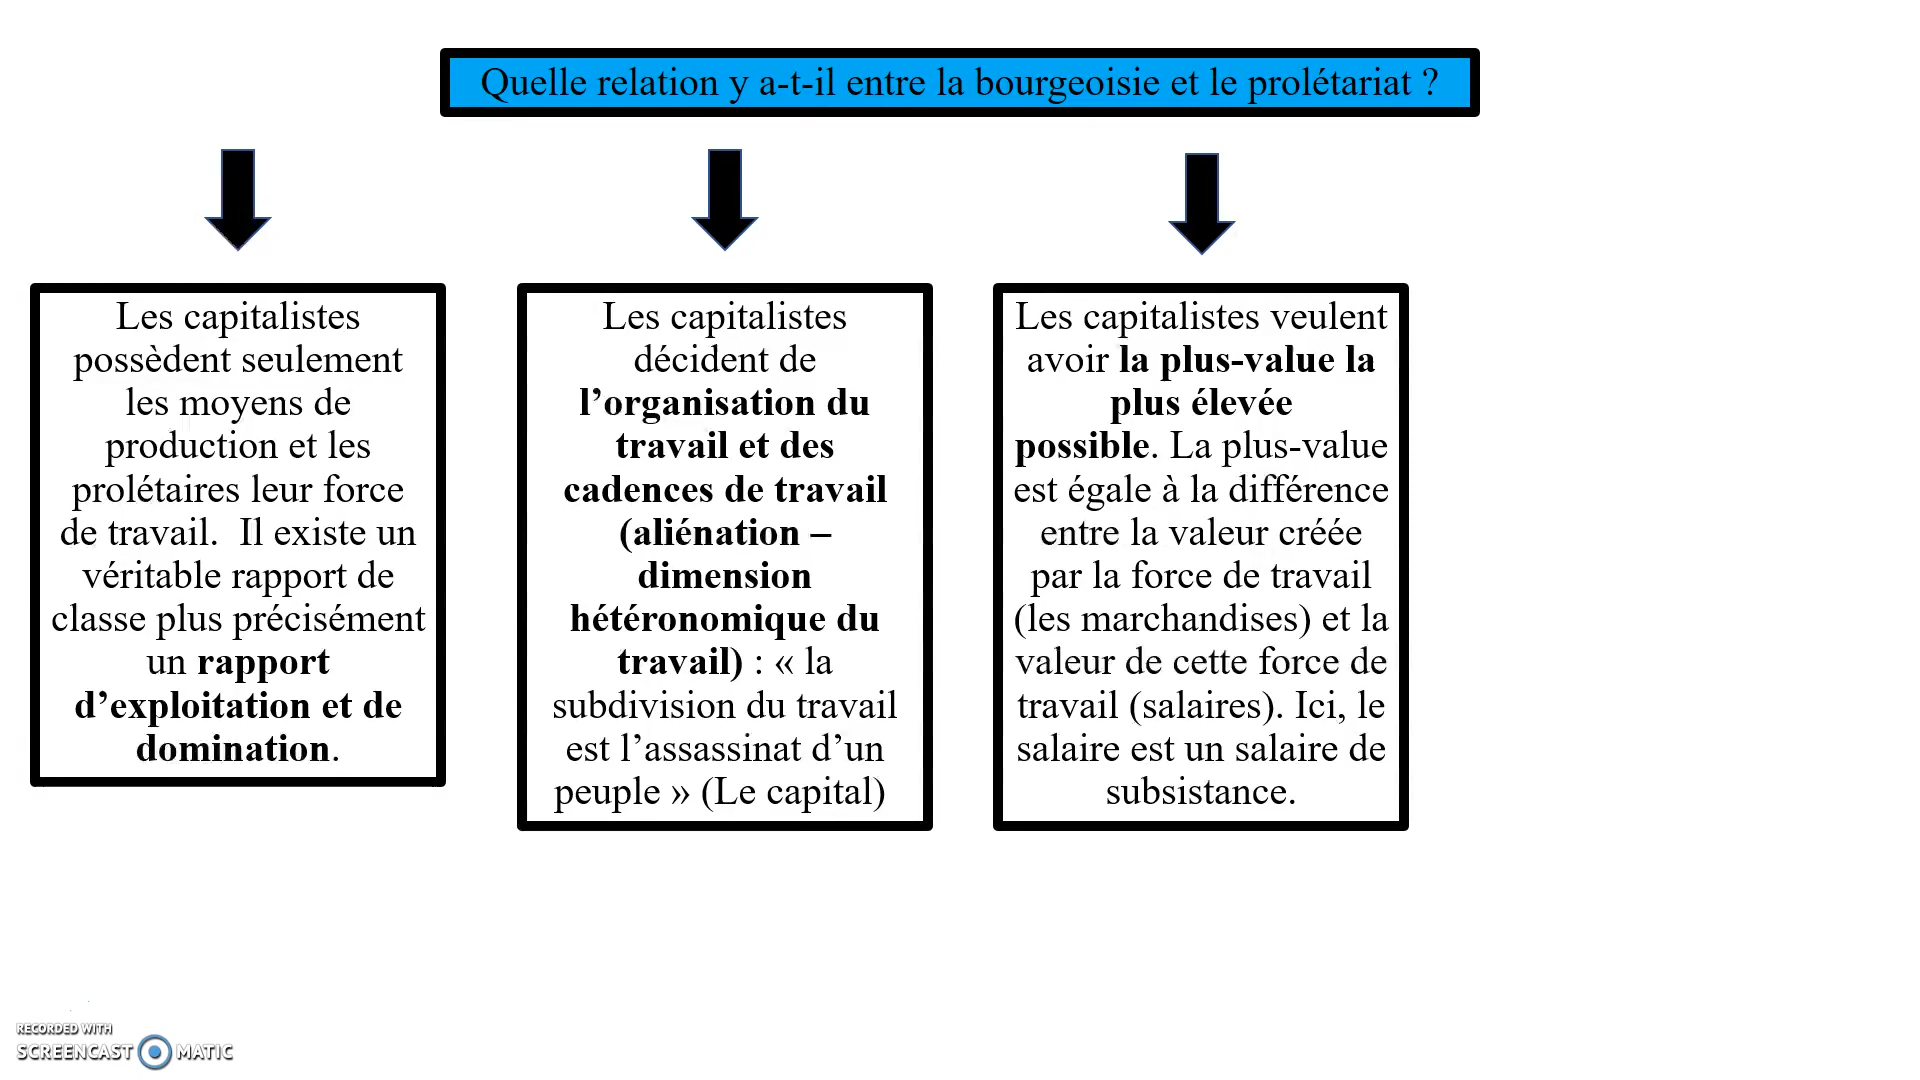 Quelle relation y a-t-il entre la bourgeoisie et le prolétariat ?
Les capitalistes
possèdent seulement
les moyens de
production et les
prolétaires leur force
de travail.  Il existe un
véritable rapport de
classe plus précisément
un rapport
d’exploitation et de
domination.
Les capitalistes
décident de
l’organisation du
travail et des
cadences de travail
(aliénation –
dimension
hétéronomique du
travail) : « la
subdivision du travail
est l’assassinat d’un
peuple » (Le capital)
Les capitalistes veulent
avoir la plus-value la
plus élevée
possible. La plus-value
est égale à la différence
entre la valeur créée
par la force de travail
(les marchandises) et la
valeur de cette force de
travail (salaires). Ici, le
salaire est un salaire de
subsistance.
RECORDED WITH
SCREENCAST MATIC